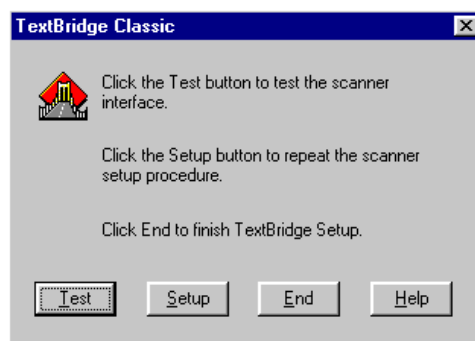 TextBridge Classic
Click the Test button to test the scanner
interface.
Click the Setup button to repeat the scanner
setup procedure.
Click End to finish TextBridge Setup.
Test Setup End Help